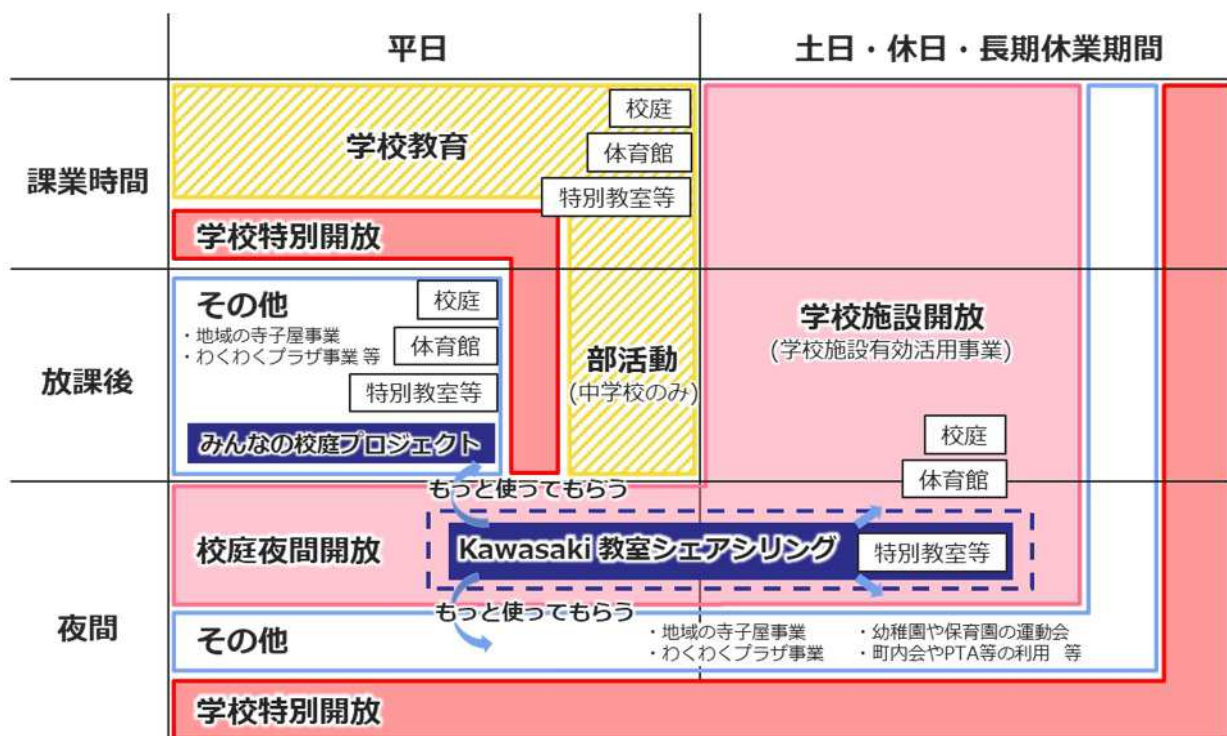 平日
土日・休日・長期休業期間
課業時間
学校教育
校庭
体育館
特別教室等
学校特別開放
放課後
その他
・地域の寺子屋事業
・わくわくプラザ事業 等
校庭
体育館
特別教室等
みんなの校庭プロジェクト
部活動
(中学校のみ)
学校施設開放
(学校施設有効活用事業)
校庭
体育館
もっと使ってもらう
夜間
校庭夜間開放
Kawasaki 教室シェアシリング
特別教室等
もっと使ってもらう
その他
・地域の寺子屋事業
・わくわくプラザ事業
・幼稚園や保育園の運動会
・町内会やPTA等の利用 等
学校特別開放